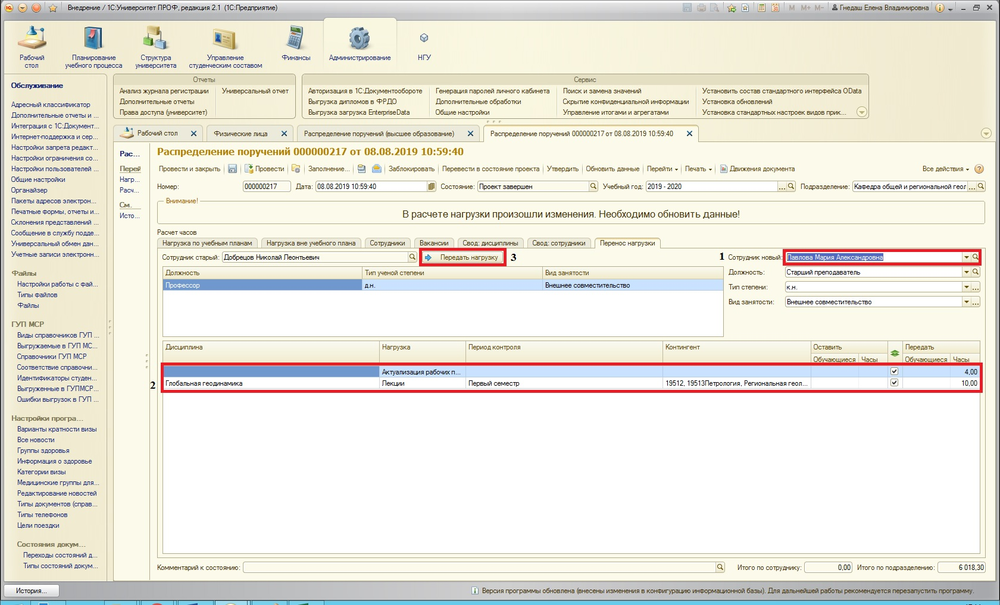 Внедрение / 1С:Университет ПРОФ, редакция 2.1 (1С:Предприятие)
M M+ M- Гнедаш Елена Владимировна
Рабочий стол
Планирование учебного процесса
Структура университета
Управление студенческим составом
Финансы
Администрирование
НГУ
Обслуживание
Адресный классификатор
Дополнительные отчеты и ...
Интеграция с 1С:Документ...
Интернет-поддержка и сер...
Настройки запрета редакт...
Настройки ограничения со...
Настройки пользователей ...
Общие настройки
Органайзер
Пакеты адресов электрон...
Печатные формы, отчеты и...
Склонения представлений ...
Сообщение в службу подде...
Универсальный обмен дан...
Учетные записи электронн...
Файлы
Настройки работы с фай...
Типы файлов
Файлы
ГУП МСР
Виды справочников ГУП ...
Выгружаемые в ГУП МС...
Справочники ГУП МСР
Соответствие справочни...
Идентификаторы студен...
Выгруженные в ГУПМСР...
Ошибки выгрузок в ГУП ...
Настройки програ...
Варианты кратности визы
Все новости
Группы здоровья
Информация о здоровье
Категории визы
Медицинские группы для...
Редактирование новостей
Типы документов (справ...
Типы телефонов
Цели поездки
Состояния докум...
Переходы состояний д...
Типы состояний докум...
Отчеты
Анализ журнала регистрации Универсальный отчет
Дополнительные отчеты
Права доступа (университет)
Сервис
Авторизация в 1С:Документообороте Генерация паролей личного кабинета Поиск и замена значений Установить состав стандартного интерфейса OData
Выгрузка дипломов в ФРДО Дополнительные обработки Скрытие конфиденциальной информации Установка обновлений
Выгрузка загрузка EnterpriseData Общие настройки Управление итогами и агрегатами Установка стандартных настроек видов прик...
Рабочий стол Физические лица Распределение поручений (высшее образование) Распределение поручений 000000217 от 08.08.2019 10:59:40
Рас...
Перей
Нагр...
Расч...
См.
Исто...
Распределение поручений 000000217 от 08.08.2019 10:59:40
Провести и закрыть Провести Заполнение... Заблокировать Перевести в состояние проекта Утвердить Обновить данные Перейти Печать Движения документа Все действия
Номер: 000000217 Дата: 08.08.2019 10:59:40 Состояние: Проект завершен Учебный год: 2019 - 2020 Подразделение: Кафедра общей и региональной геол
Внимание!
В расчете нагрузки произошли изменения. Необходимо обновить данные!
Расчет часов
Нагрузка по учебным планам Нагрузка вне учебного плана Сотрудники Вакансии Свод: дисциплины Свод: сотрудники Перенос нагрузки
Сотрудник старый: Добрецов Николай Леонтьевич Передать нагрузку 3 1 Сотрудник новый: Павлова Мария Александровна
Должность Тип ученой степени Вид занятости
Профессор д.н. Внешнее совместительство
Должность: Старший преподаватель
Тип степени: к.н.
Вид занятости: Внешнее совместительство
Дисциплина Нагрузка Период контроля Контингент Оставить Передать
Обучающиеся Часы Обучающиеся Часы
Актуализация рабочих п... 4,00
2 Глобальная геодинамика Лекции Первый семестр 19512, 19513Петрология, Региональная геол... 10,00
Комментарий к состоянию: Итого по сотруднику: 0,00 Итого по подразделению: 6 018,30
История... Версия программы обновлена (внесены изменения в конфигурацию информационной базы). Для дальнейшей работы рекомендуется перезапустить программу.